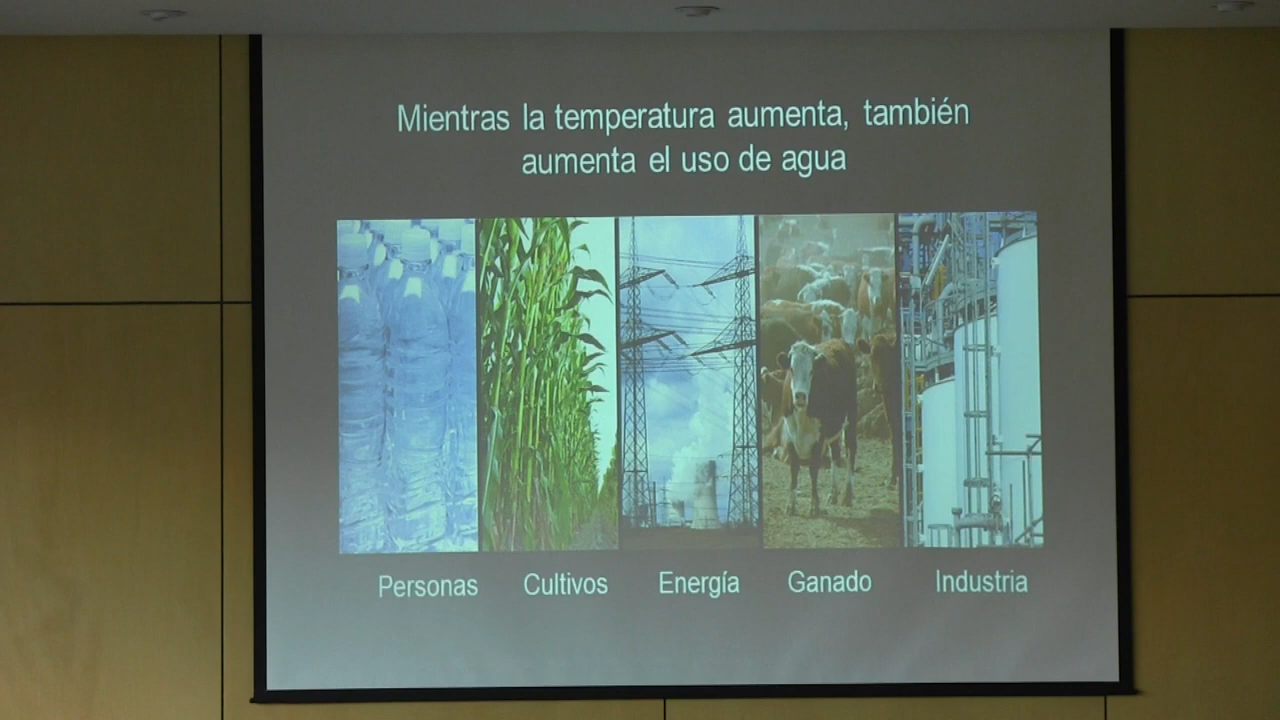 Mientras la temperatura aumenta, también
aumenta el uso de agua
Personas Cultivos Energía Ganado Industria